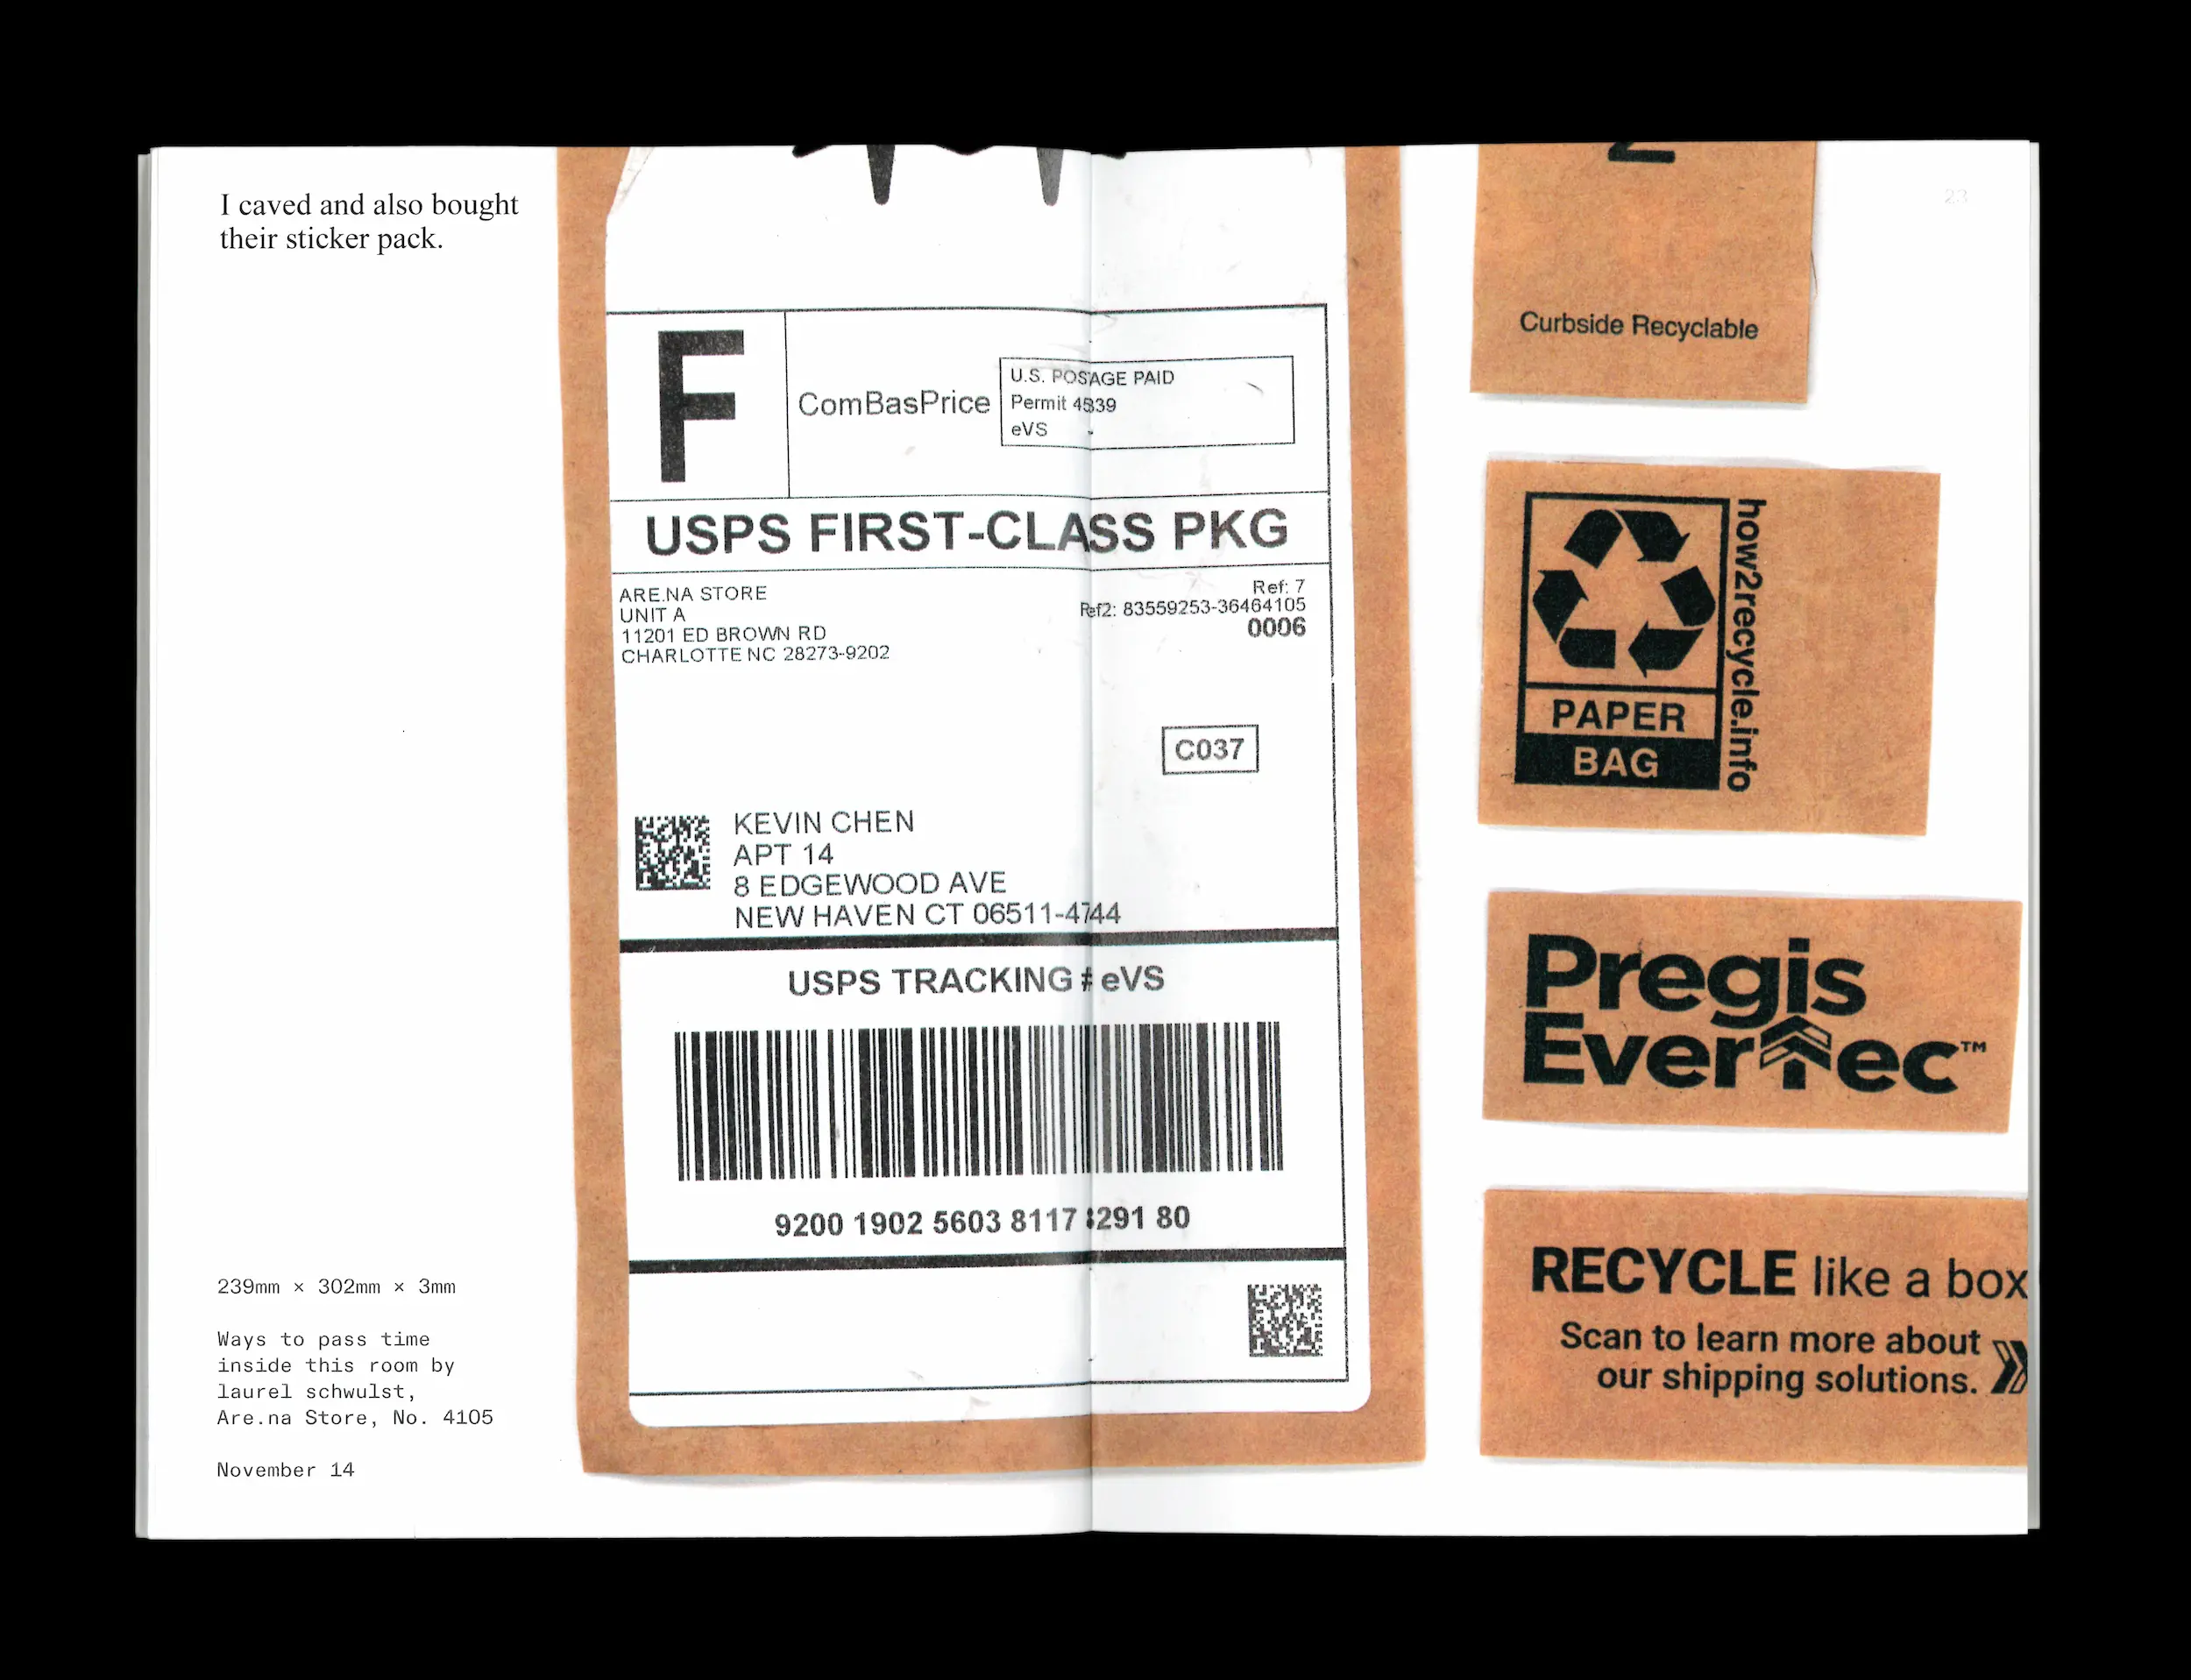 I caved and also bought
their sticker pack.
239mm × 302mm × 3mm
Ways to pass time
inside this room by
laurel schwulst,
Are.na Store, No. 4105
November 14
F
ComBasPrice
U.S. POSTAGE PAID
Permit
eVS
USPS FIRST-CLASS PKG
ARE.NA STORE
UNIT A
11201 ED BROWN RD
CHARLOTTE NC 28273-9202
Ref: 7
Ref2: 83559253-36464105
0006
C037
KEVIN CHEN
APT 14
8 EDGEWOOD AVE
NEW HAVEN CT 06511-4744
USPS TRACKING # eVS
9200 1902 5603 8117 80
23
Curbside Recyclable
PAPER
BAG
how2recycle.info
Pregis
EverTec™
RECYCLE like a box
Scan to learn more about
our shipping solutions.